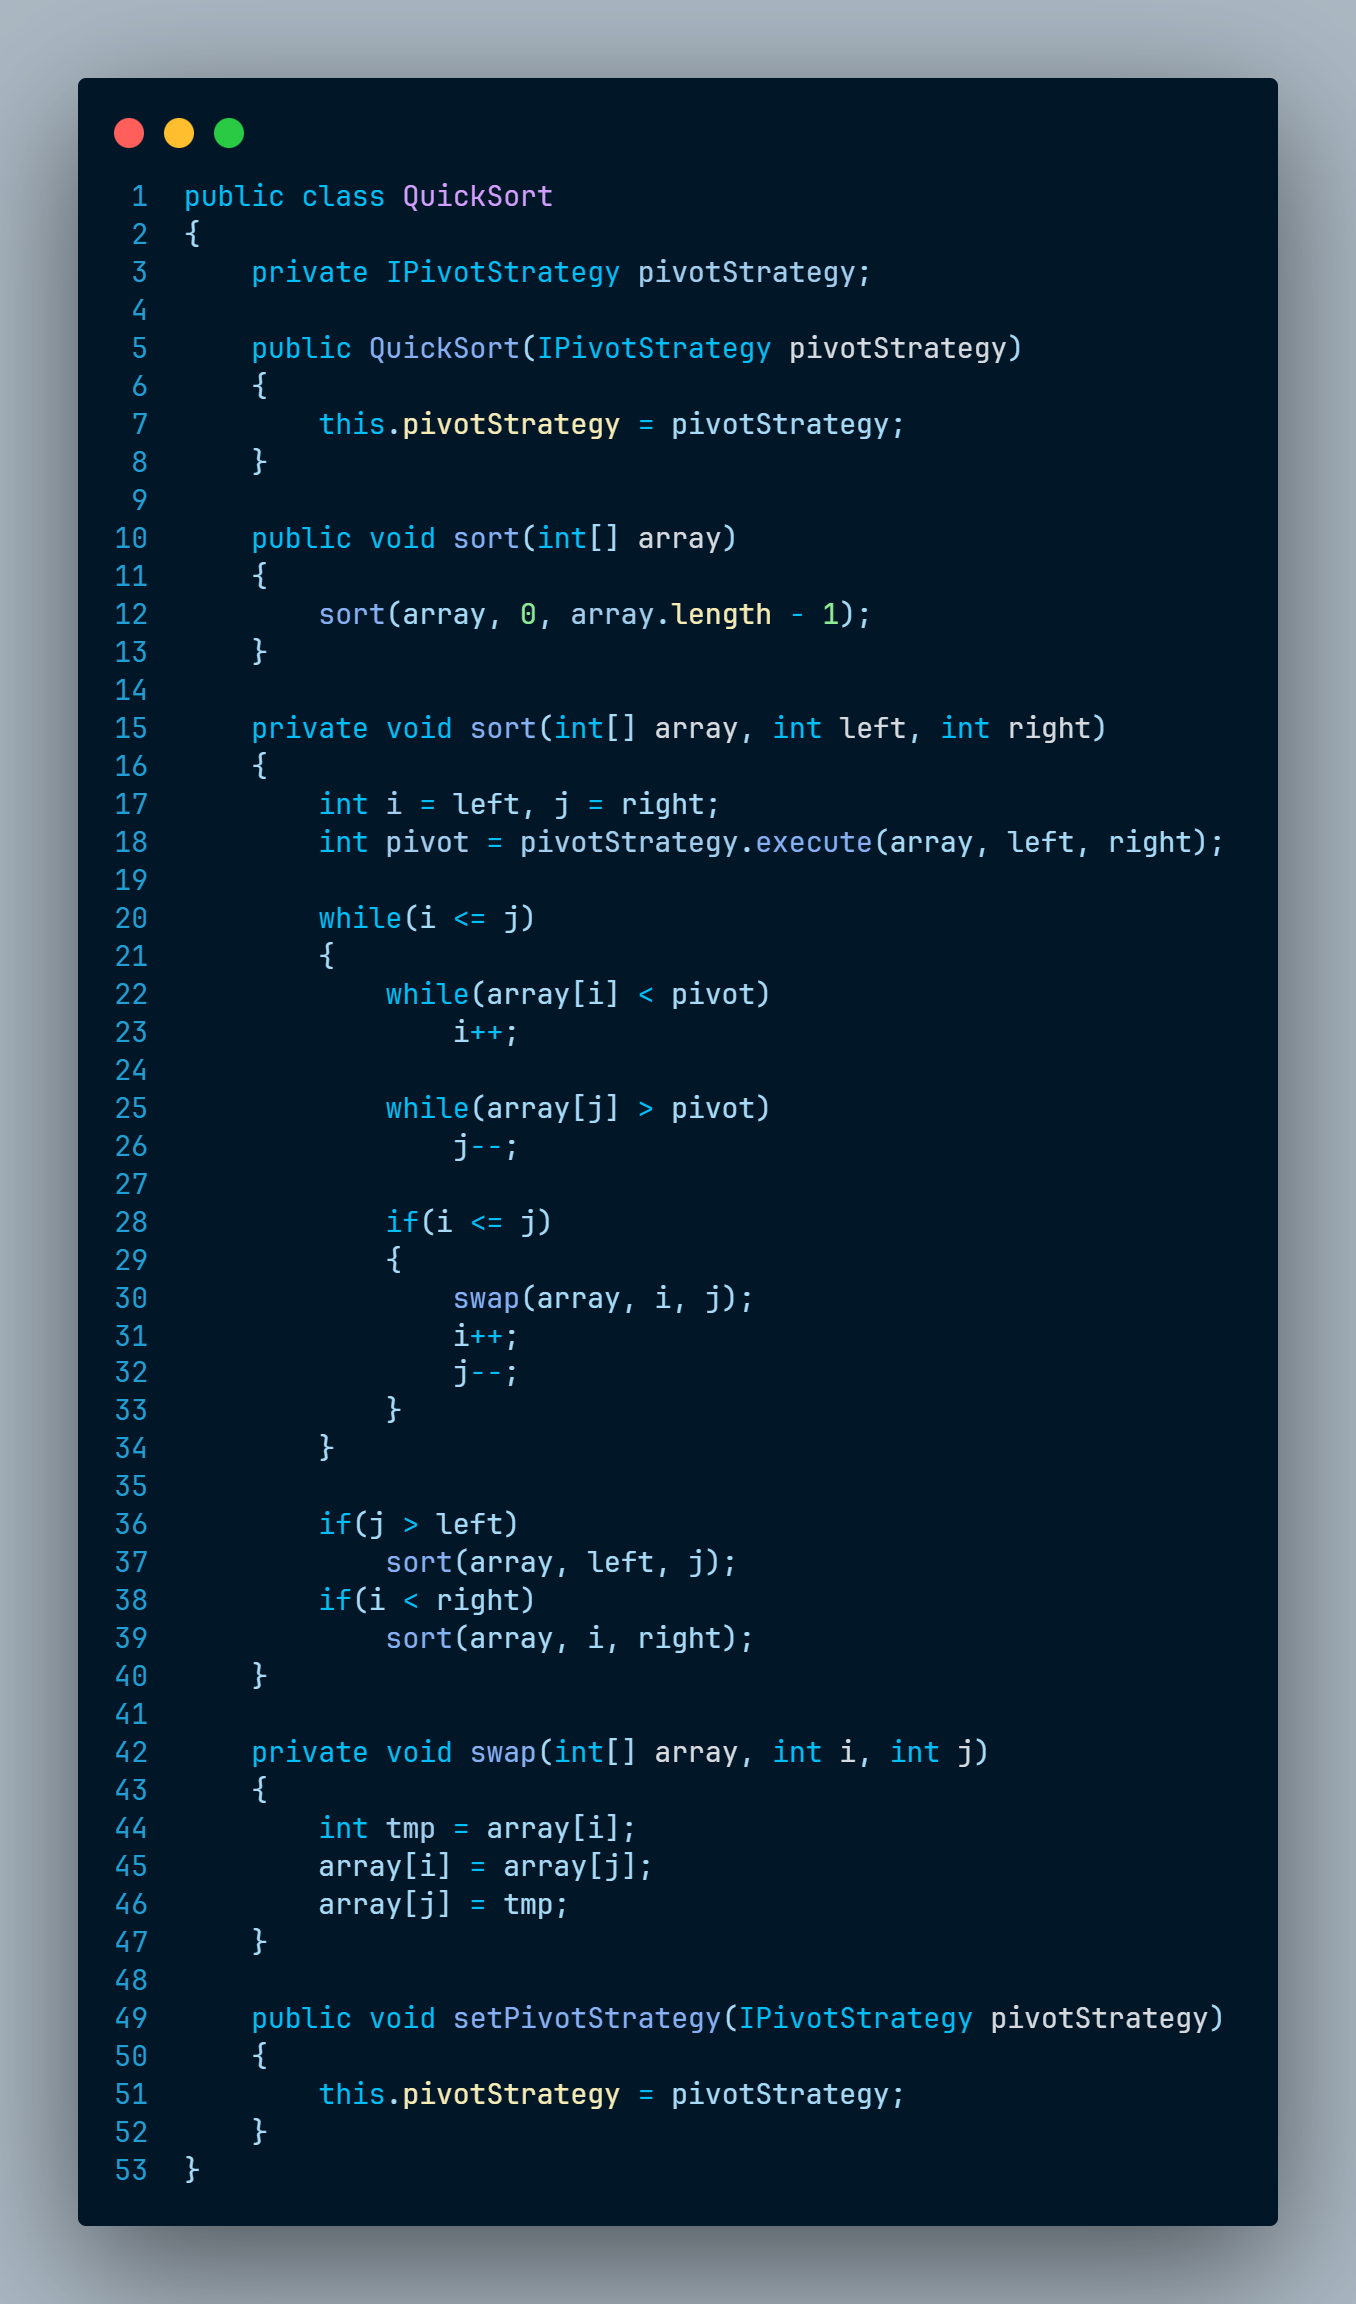 1 public class QuickSort
2 {
3     private IPivotStrategy pivotStrategy;
4
5     public QuickSort(IPivotStrategy pivotStrategy)
6     {
7         this.pivotStrategy = pivotStrategy;
8     }
9
10     public void sort(int[] array)
11     {
12         sort(array, 0, array.length - 1);
13     }
14
15     private void sort(int[] array, int left, int right)
16     {
17         int i = left, j = right;
18         int pivot = pivotStrategy.execute(array, left, right);
19
20         while(i <= j)
21         {
22             while(array[i] < pivot)
23                 i++;
24
25             while(array[j] > pivot)
26                 j--;
27
28             if(i <= j)
29             {
30                 swap(array, i, j);
31                 i++;
32                 j--;
33             }
34         }
35
36         if(j > left)
37             sort(array, left, j);
38         if(i < right)
39             sort(array, i, right);
40     }
41
42     private void swap(int[] array, int i, int j)
43     {
44         int tmp = array[i];
45         array[i] = array[j];
46         array[j] = tmp;
47     }
48
49     public void setPivotStrategy(IPivotStrategy pivotStrategy)
50     {
51         this.pivotStrategy = pivotStrategy;
52     }
53 }